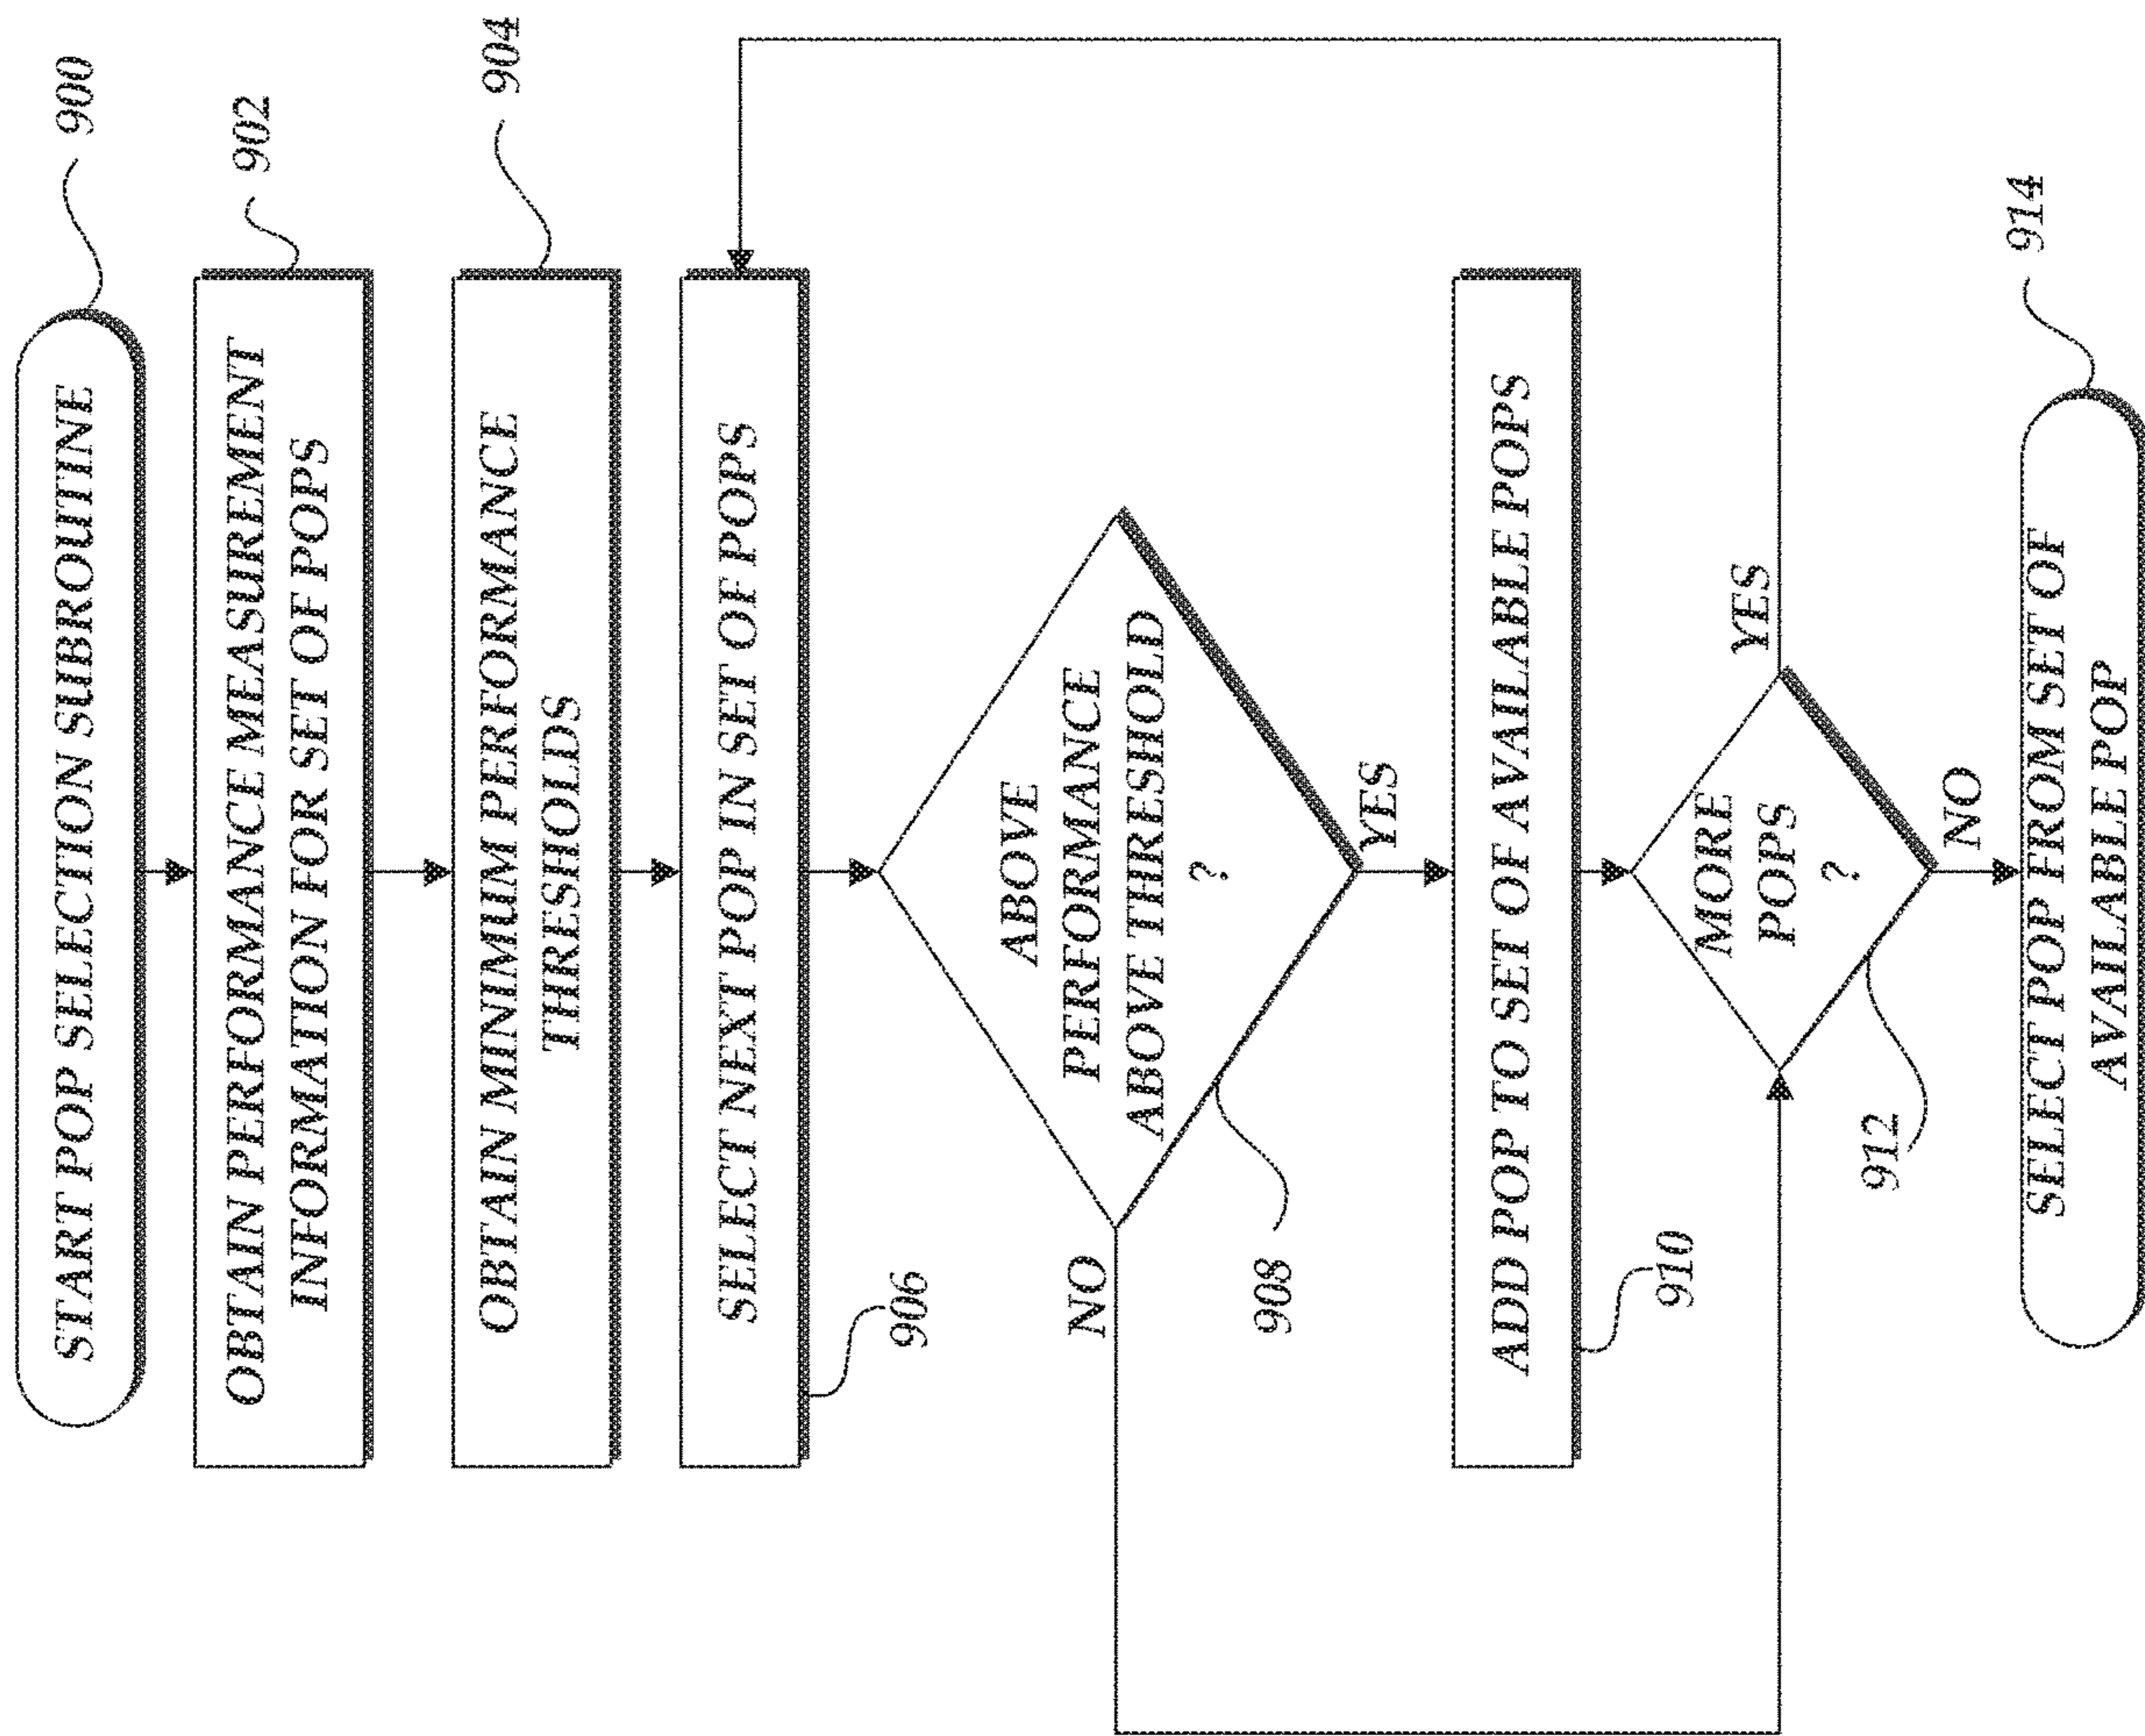 START POP SELECTION SUBROUTINE
900
OBTAIN PERFORMANCE MEASUREMENT
INFORMATION FOR SET OF POPS
902
OBTAIN MINIMUM PERFORMANCE
THRESHOLDS
904
SELECT NEXT POP IN SET OF POPS
906
ABOVE
PERFORMANCE
ABOVE THRESHOLD
?
NO
908
YES
ADD POP TO SET OF AVAILABLE POPS
910
MORE
POPS
?
YES
912
NO
SELECT POP FROM SET OF
AVAILABLE POP
914